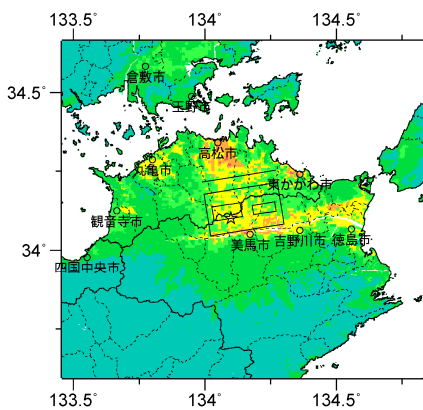 133.5 134 134.5
倉敷市
34.5
玉野市
高松市
丸亀市
東かがわ市
観音寺市
美馬市 吉野川市 徳島市
34
四国中央市
133.5 134 134.5